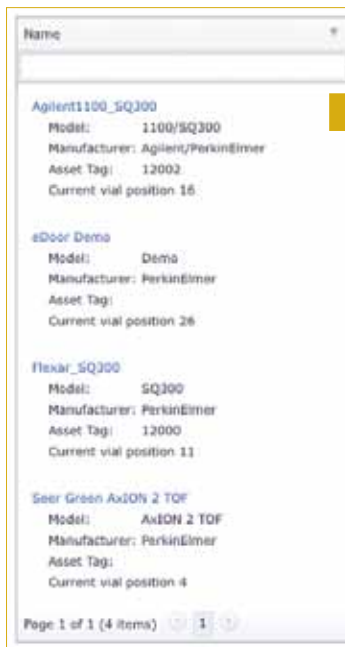 Name
Agilent1100_SQ300
Model: 1100/SQ300
Manufacturer: Agilent/PerkinElmer
Asset Tag: 12002
Current vial position 16
eDoor Demo
Model: Demo
Manufacturer: PerkinElmer
Asset Tag:
Current vial position 26
Flexar_SQ300
Model: SQ300
Manufacturer: PerkinElmer
Asset Tag: 12000
Current vial position 11
Seer Green AxION 2 TOF
Model: AxION 2 TOF
Manufacturer: PerkinElmer
Asset Tag:
Current vial position 4
Page 1 of 1 (4 items) 1